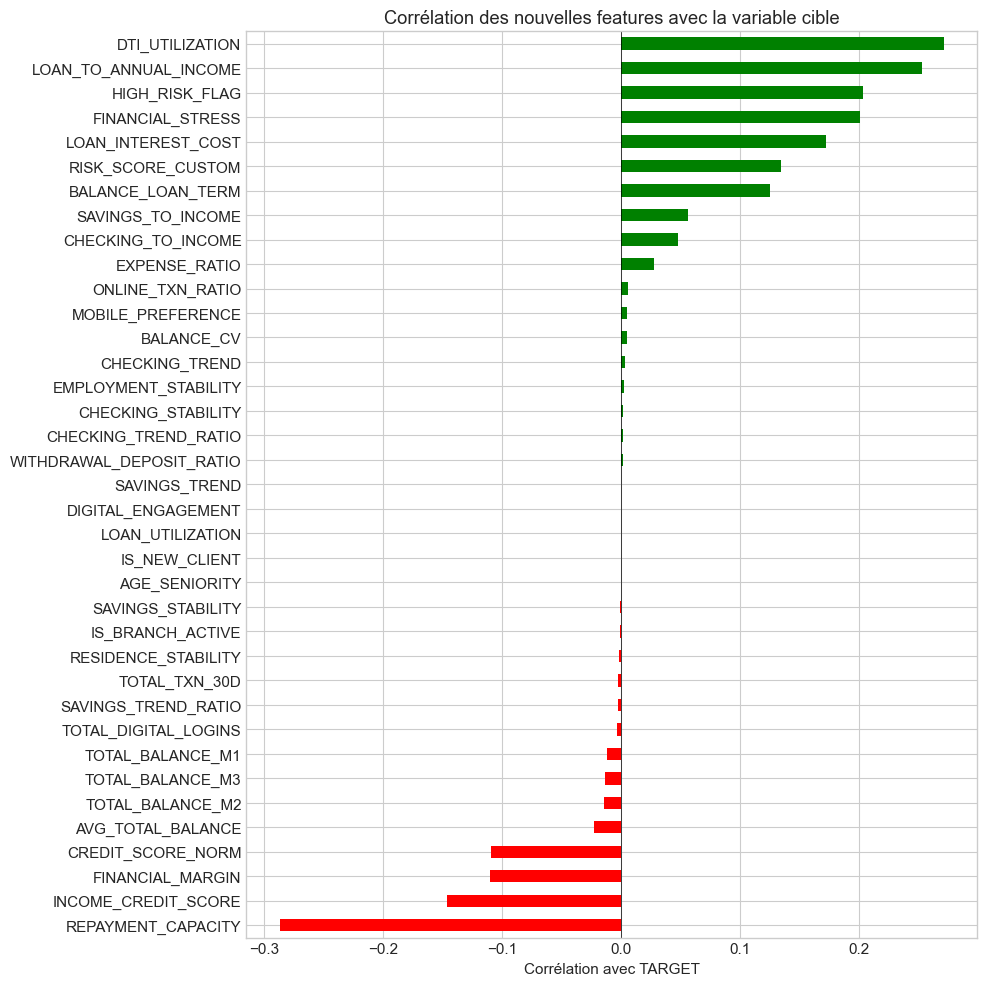 Corrélation des nouvelles features avec la variable cible
DTI_UTILIZATION
LOAN_TO_ANNUAL_INCOME
HIGH_RISK_FLAG
FINANCIAL_STRESS
LOAN_INTEREST_COST
RISK_SCORE_CUSTOM
BALANCE_LOAN_TERM
SAVINGS_TO_INCOME
CHECKING_TO_INCOME
EXPENSE_RATIO
ONLINE_TXN_RATIO
MOBILE_PREFERENCE
BALANCE_CV
CHECKING_TREND
EMPLOYMENT_STABILITY
CHECKING_STABILITY
CHECKING_TREND_RATIO
WITHDRAWAL_DEPOSIT_RATIO
SAVINGS_TREND
DIGITAL_ENGAGEMENT
LOAN_UTILIZATION
IS_NEW_CLIENT
AGE_SENIORITY
SAVINGS_STABILITY
IS_BRANCH_ACTIVE
RESIDENCE_STABILITY
TOTAL_TXN_30D
SAVINGS_TREND_RATIO
TOTAL_DIGITAL_LOGINS
TOTAL_BALANCE_M1
TOTAL_BALANCE_M3
TOTAL_BALANCE_M2
AVG_TOTAL_BALANCE
CREDIT_SCORE_NORM
FINANCIAL_MARGIN
INCOME_CREDIT_SCORE
REPAYMENT_CAPACITY
−0.3 −0.2 −0.1 0.0 0.1 0.2
Corrélation avec TARGET